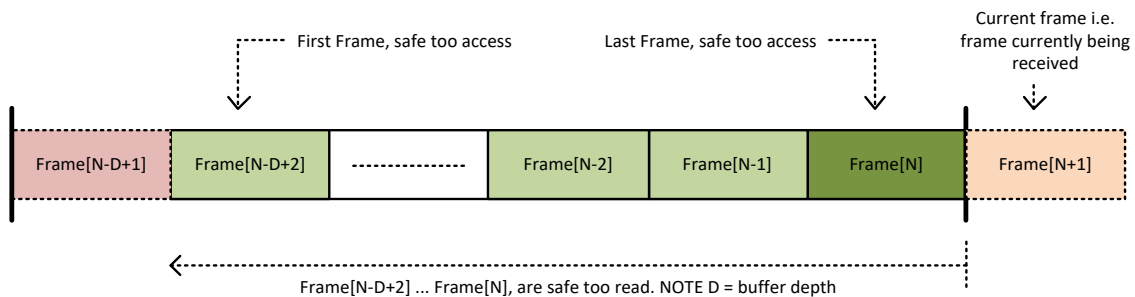 First Frame, safe too access
Last Frame, safe too access
Current frame i.e.
frame currently being
received
Frame[N-D+1]
Frame[N-D+2]
Frame[N-2]
Frame[N-1]
Frame[N]
Frame[N+1]
Frame[N-D+2] ... Frame[N], are safe too read. NOTE D = buffer depth